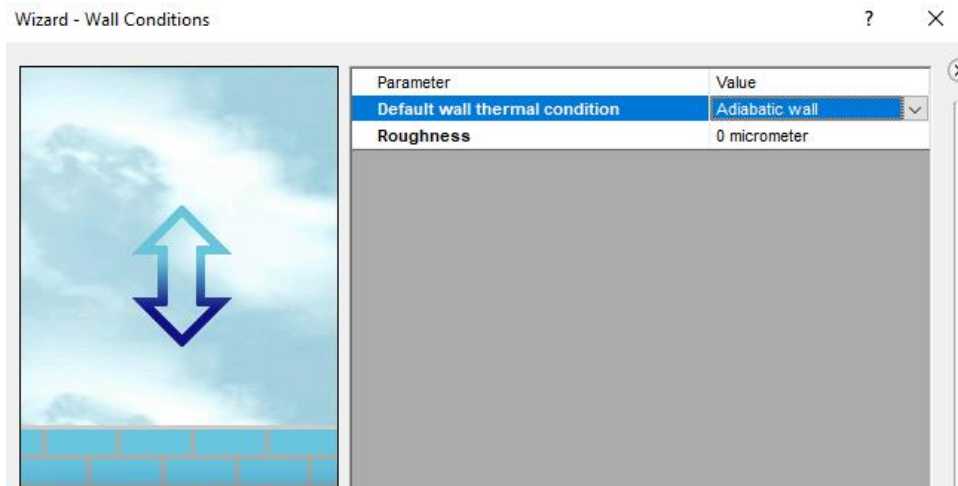 Wizard - Wall Conditions ? ×
Parameter Value
Default wall thermal condition Adiabatic wall
Roughness 0 micrometer